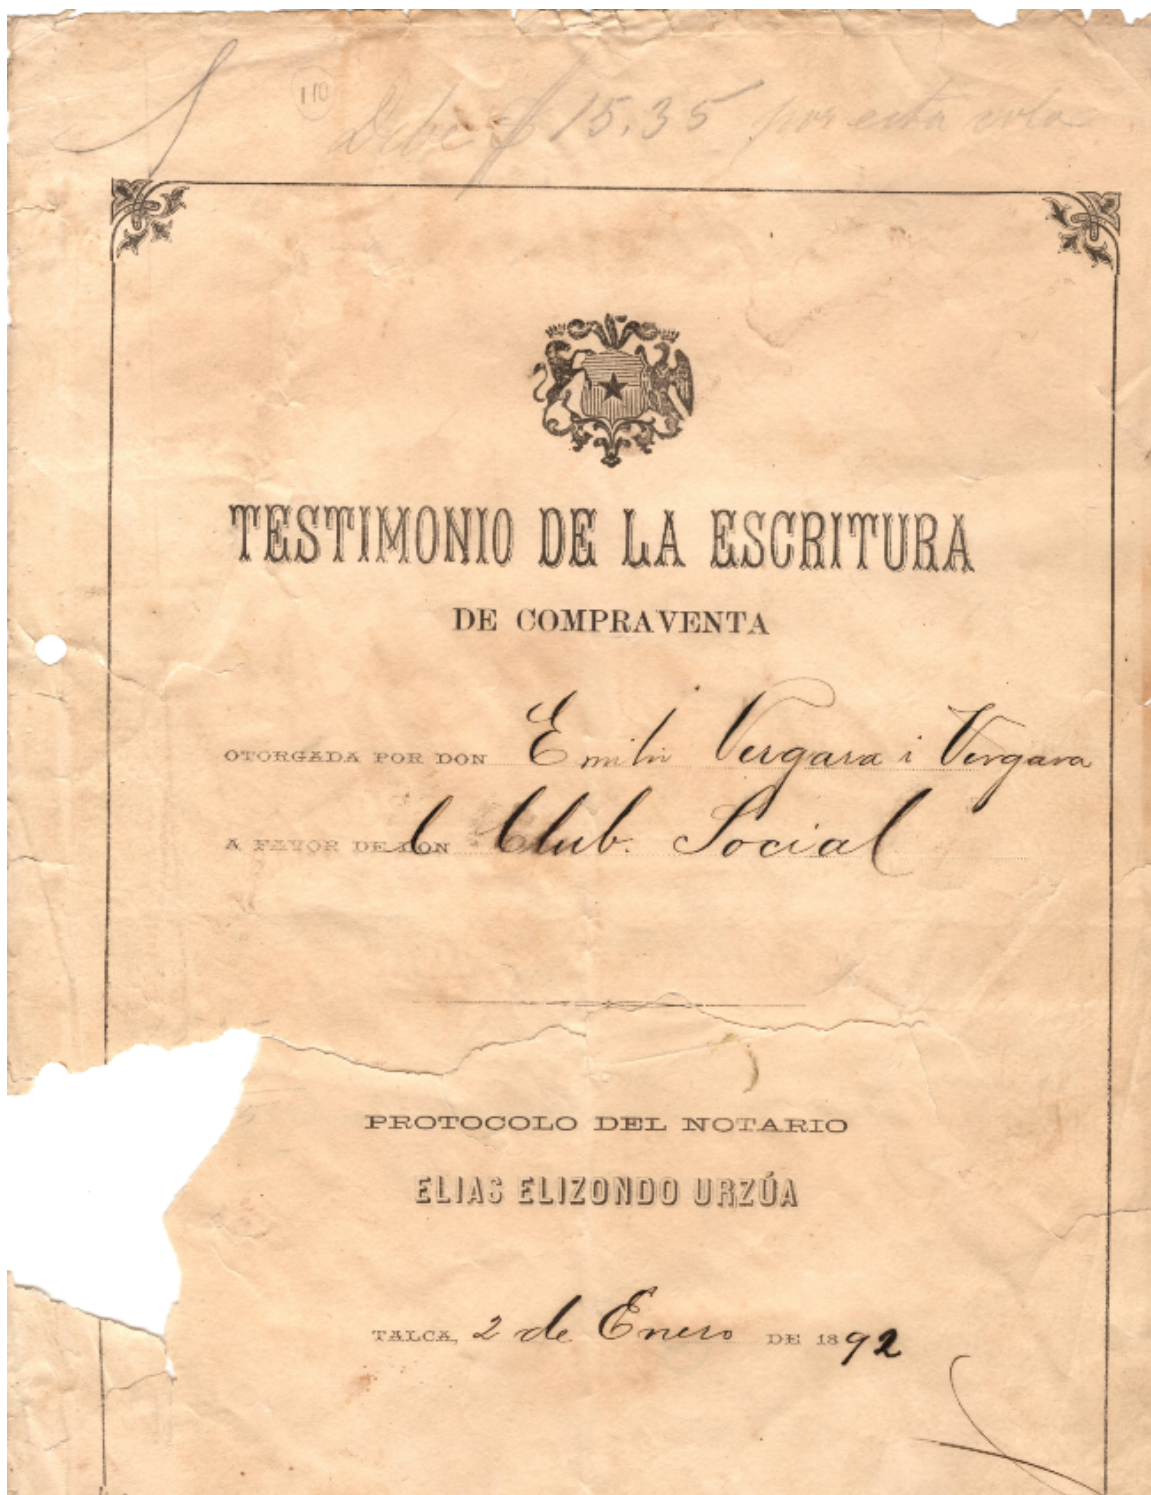 110
Debe $ 15.35 por esta
TESTIMONIO DE LA ESCRITURA
DE COMPRAVENTA
OTORGADA POR DON Emilio Vergara i Vergara
A FAVOR DE DON l Club. Social
PROTOCOLO DEL NOTARIO
ELIAS ELIZONDO URZÚA
TALCA, 2 de Enero DE 1892